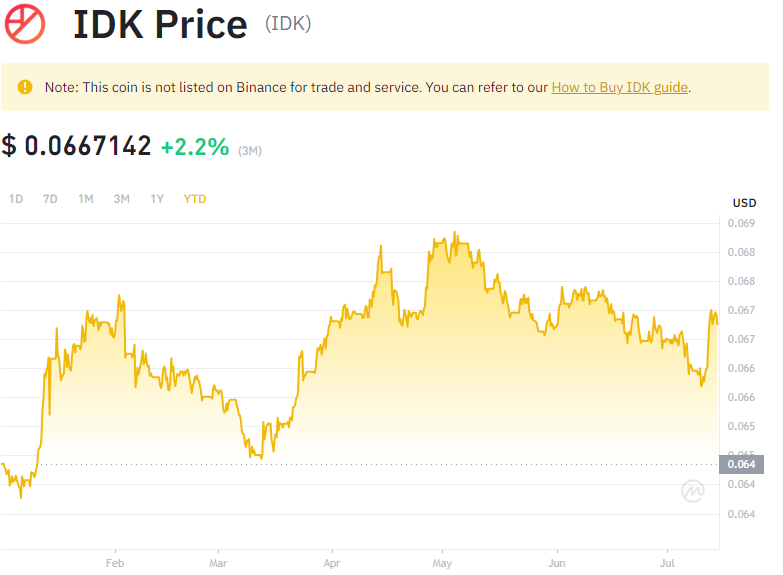 IDK Price (IDK)
Note: This coin is not listed on Binance for trade and service. You can refer to our How to Buy IDK guide.
$ 0.0667142 +2.2% (3M)
1D 7D 1M 3M 1Y YTD
USD
0.069
0.068
0.068
0.067
0.067
0.066
0.066
0.065
0.065
0.064
0.064
0.064
Feb Mar Apr May Jun Jul